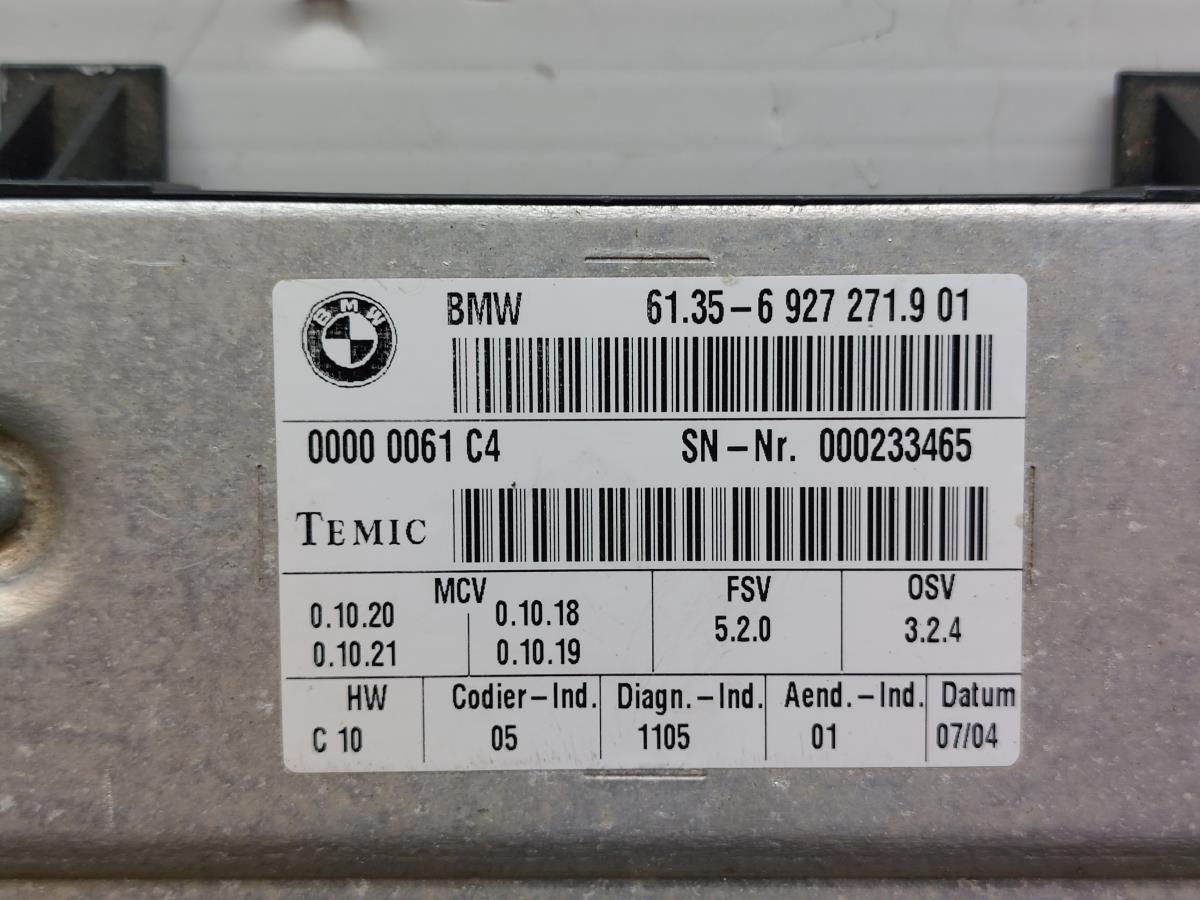 BMW
BMW 61.35-6 927 271.9 01
0000 0061 C4 SN-Nr. 000233465
TEMIC
MCV FSV OSV
0.10.20 0.10.18 5.2.0 3.2.4
0.10.21 0.10.19
HW Codier-Ind. Diagn.-Ind. Aend.-Ind. Datum
C 10 05 1105 01 07/04